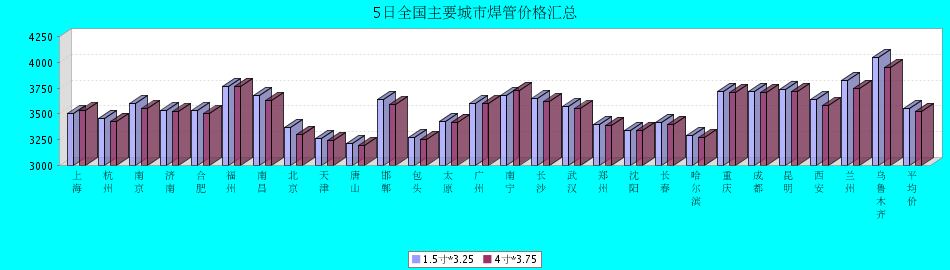 5日全国主要城市焊管价格汇总
4250
4000
3750
3500
3250
3000
上海
杭州
南京
济南
合肥
福州
南昌
北京
天津
唐山
邯郸
包头
太原
广州
南宁
长沙
武汉
郑州
沈阳
长春
哈尔滨
重庆
成都
昆明
西安
兰州
乌鲁木齐
平均价
1.5寸*3.25
4寸*3.75